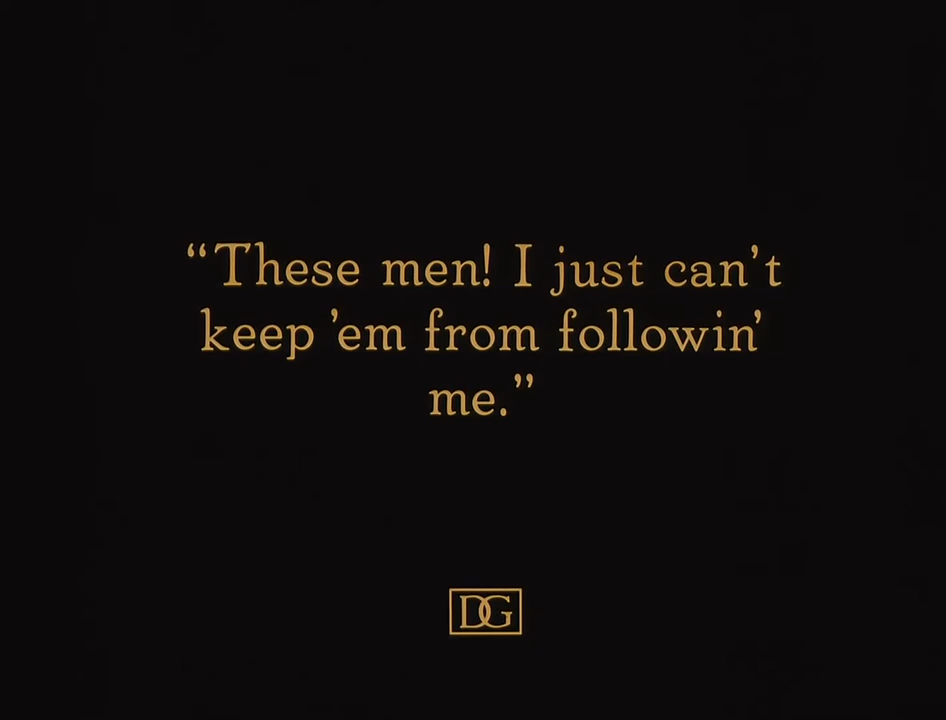 “These men! I just can’t
keep ’em from followin’
me.”
DG